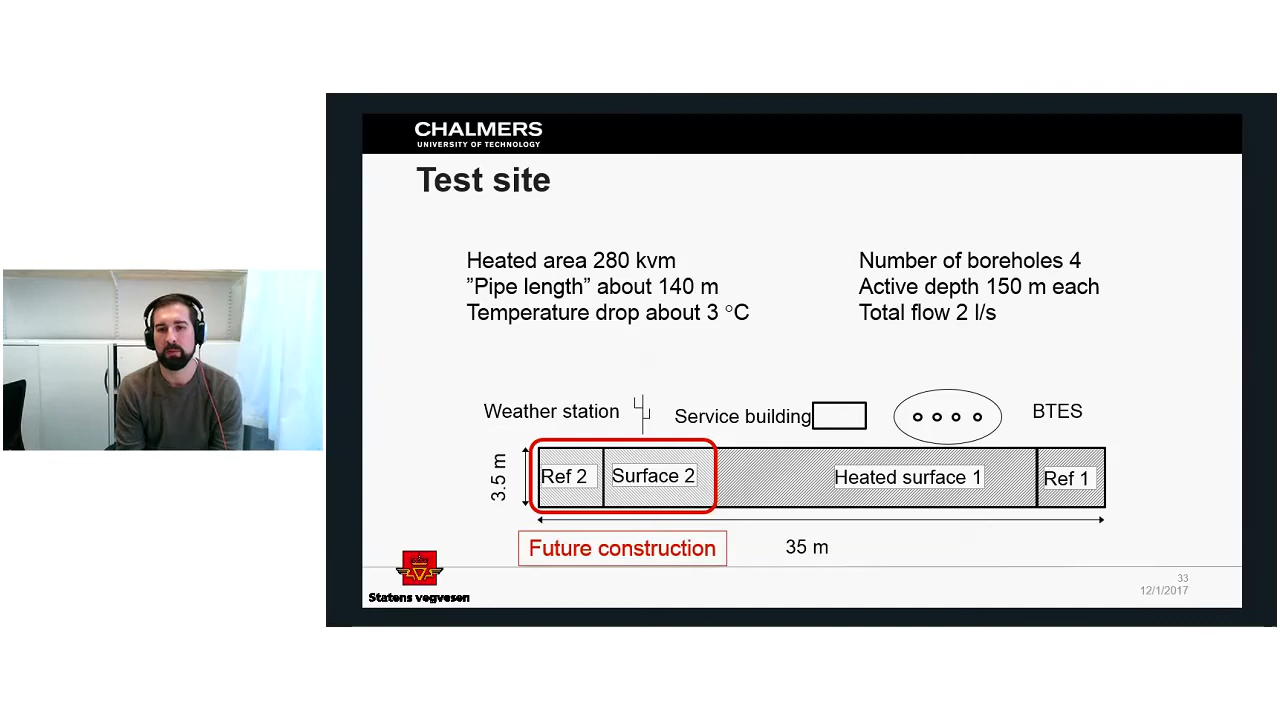 CHALMERS
UNIVERSITY OF TECHNOLOGY
Test site
Heated area 280 kvm
”Pipe length” about 140 m
Temperature drop about 3 °C
Number of boreholes 4
Active depth 150 m each
Total flow 2 l/s
Weather station
Service building
BTES
3.5 m
Ref 2
Surface 2
Heated surface 1
Ref 1
Future construction
35 m
Statens vegvesen
33
12/1/2017